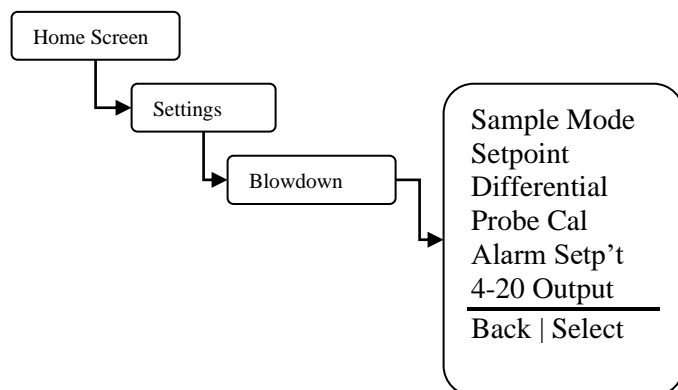 Home Screen
Settings
Blowdown
Sample Mode
Setpoint
Differential
Probe Cal
Alarm Setp’t
4-20 Output
Back | Select